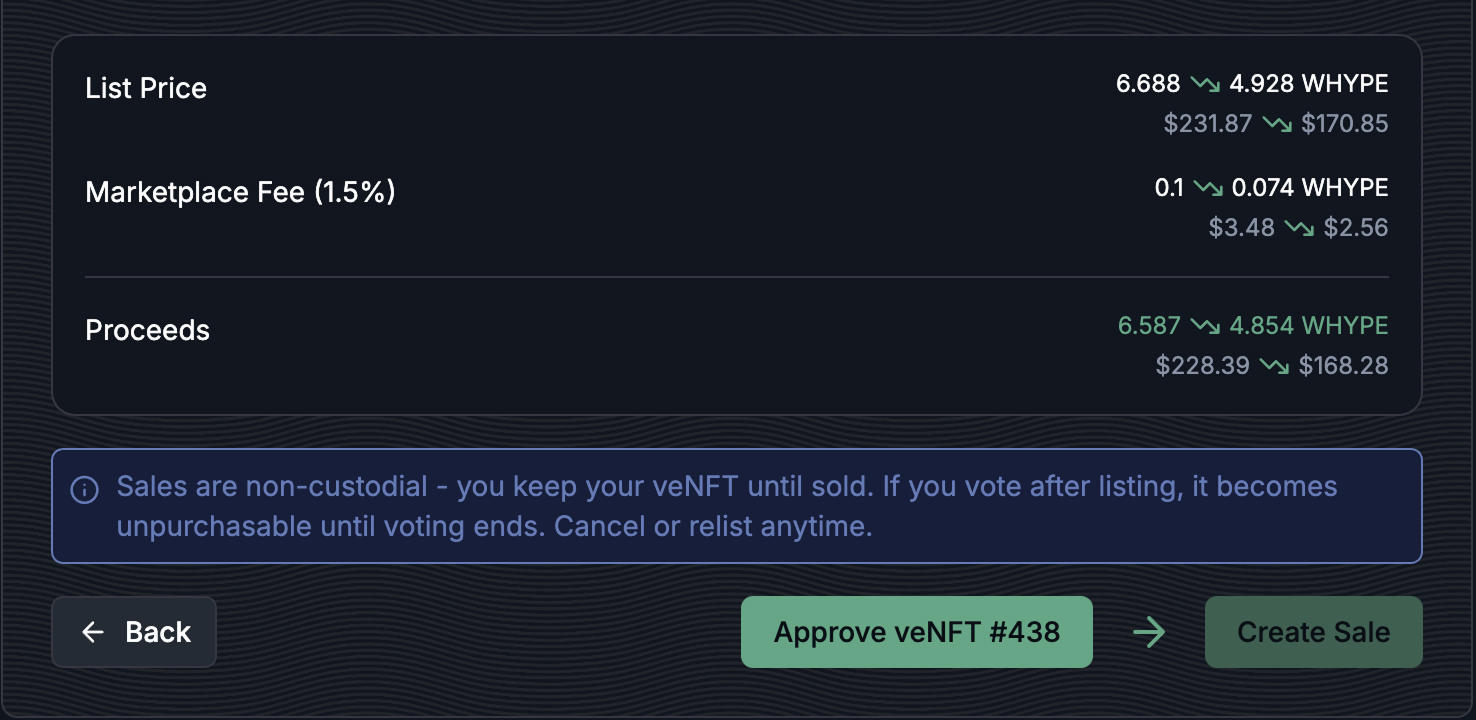 List Price
6.688 4.928 WHYPE
$231.87 $170.85
Marketplace Fee (1.5%)
0.1 0.074 WHYPE
$3.48 $2.56
Proceeds
6.587 4.854 WHYPE
$228.39 $168.28
Sales are non-custodial - you keep your veNFT until sold. If you vote after listing, it becomes
unpurchasable until voting ends. Cancel or relist anytime.
Back
Approve veNFT #438
Create Sale